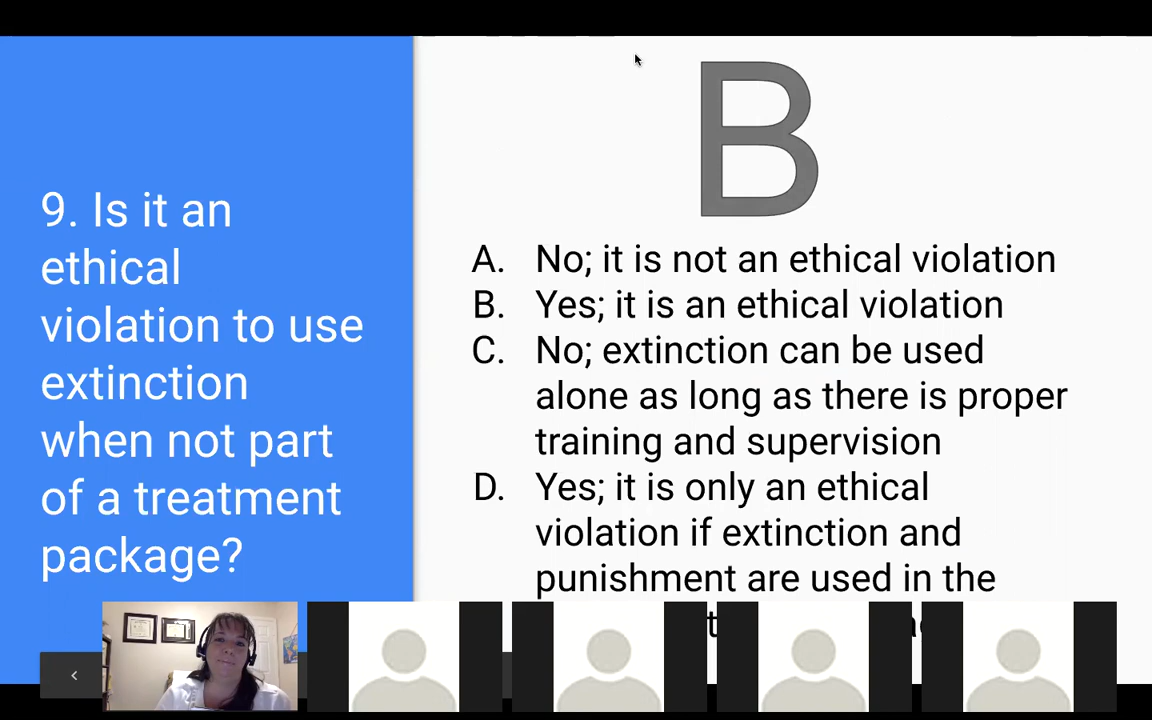 9. Is it an
ethical
violation to use
extinction
when not part
of a treatment
package?
B
A. No; it is not an ethical violation
B. Yes; it is an ethical violation
C. No; extinction can be used
alone as long as there is proper
training and supervision
D. Yes; it is only an ethical
violation if extinction and
punishment are used in the